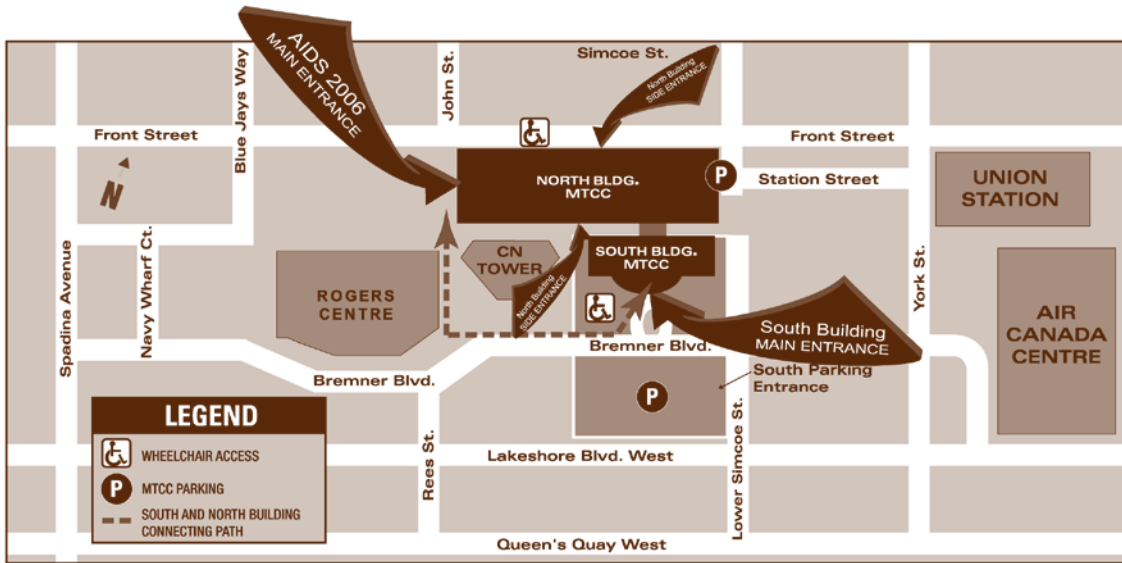 AIDS 2006
MAIN ENTRANCE
Blue Jays Way
John St.
Simcoe St.
North Building
SIDE ENTRANCE
Front Street
Front Street
N
NORTH BLDG.
MTCC
P
Station Street
UNION
STATION
Spadina Avenue
Navy Wharf Ct.
ROGERS
CENTRE
CN
TOWER
North Building
SIDE ENTRANCE
SOUTH BLDG.
MTCC
York St.
South Building
MAIN ENTRANCE
AIR
CANADA
CENTRE
Bremner Blvd.
Bremner Blvd.
South Parking
Entrance
P
LEGEND
WHEELCHAIR ACCESS
P
MTCC PARKING
SOUTH AND NORTH BUILDING
CONNECTING PATH
Rees St.
Lakeshore Blvd. West
Lower Simcoe St.
Queen's Quay West